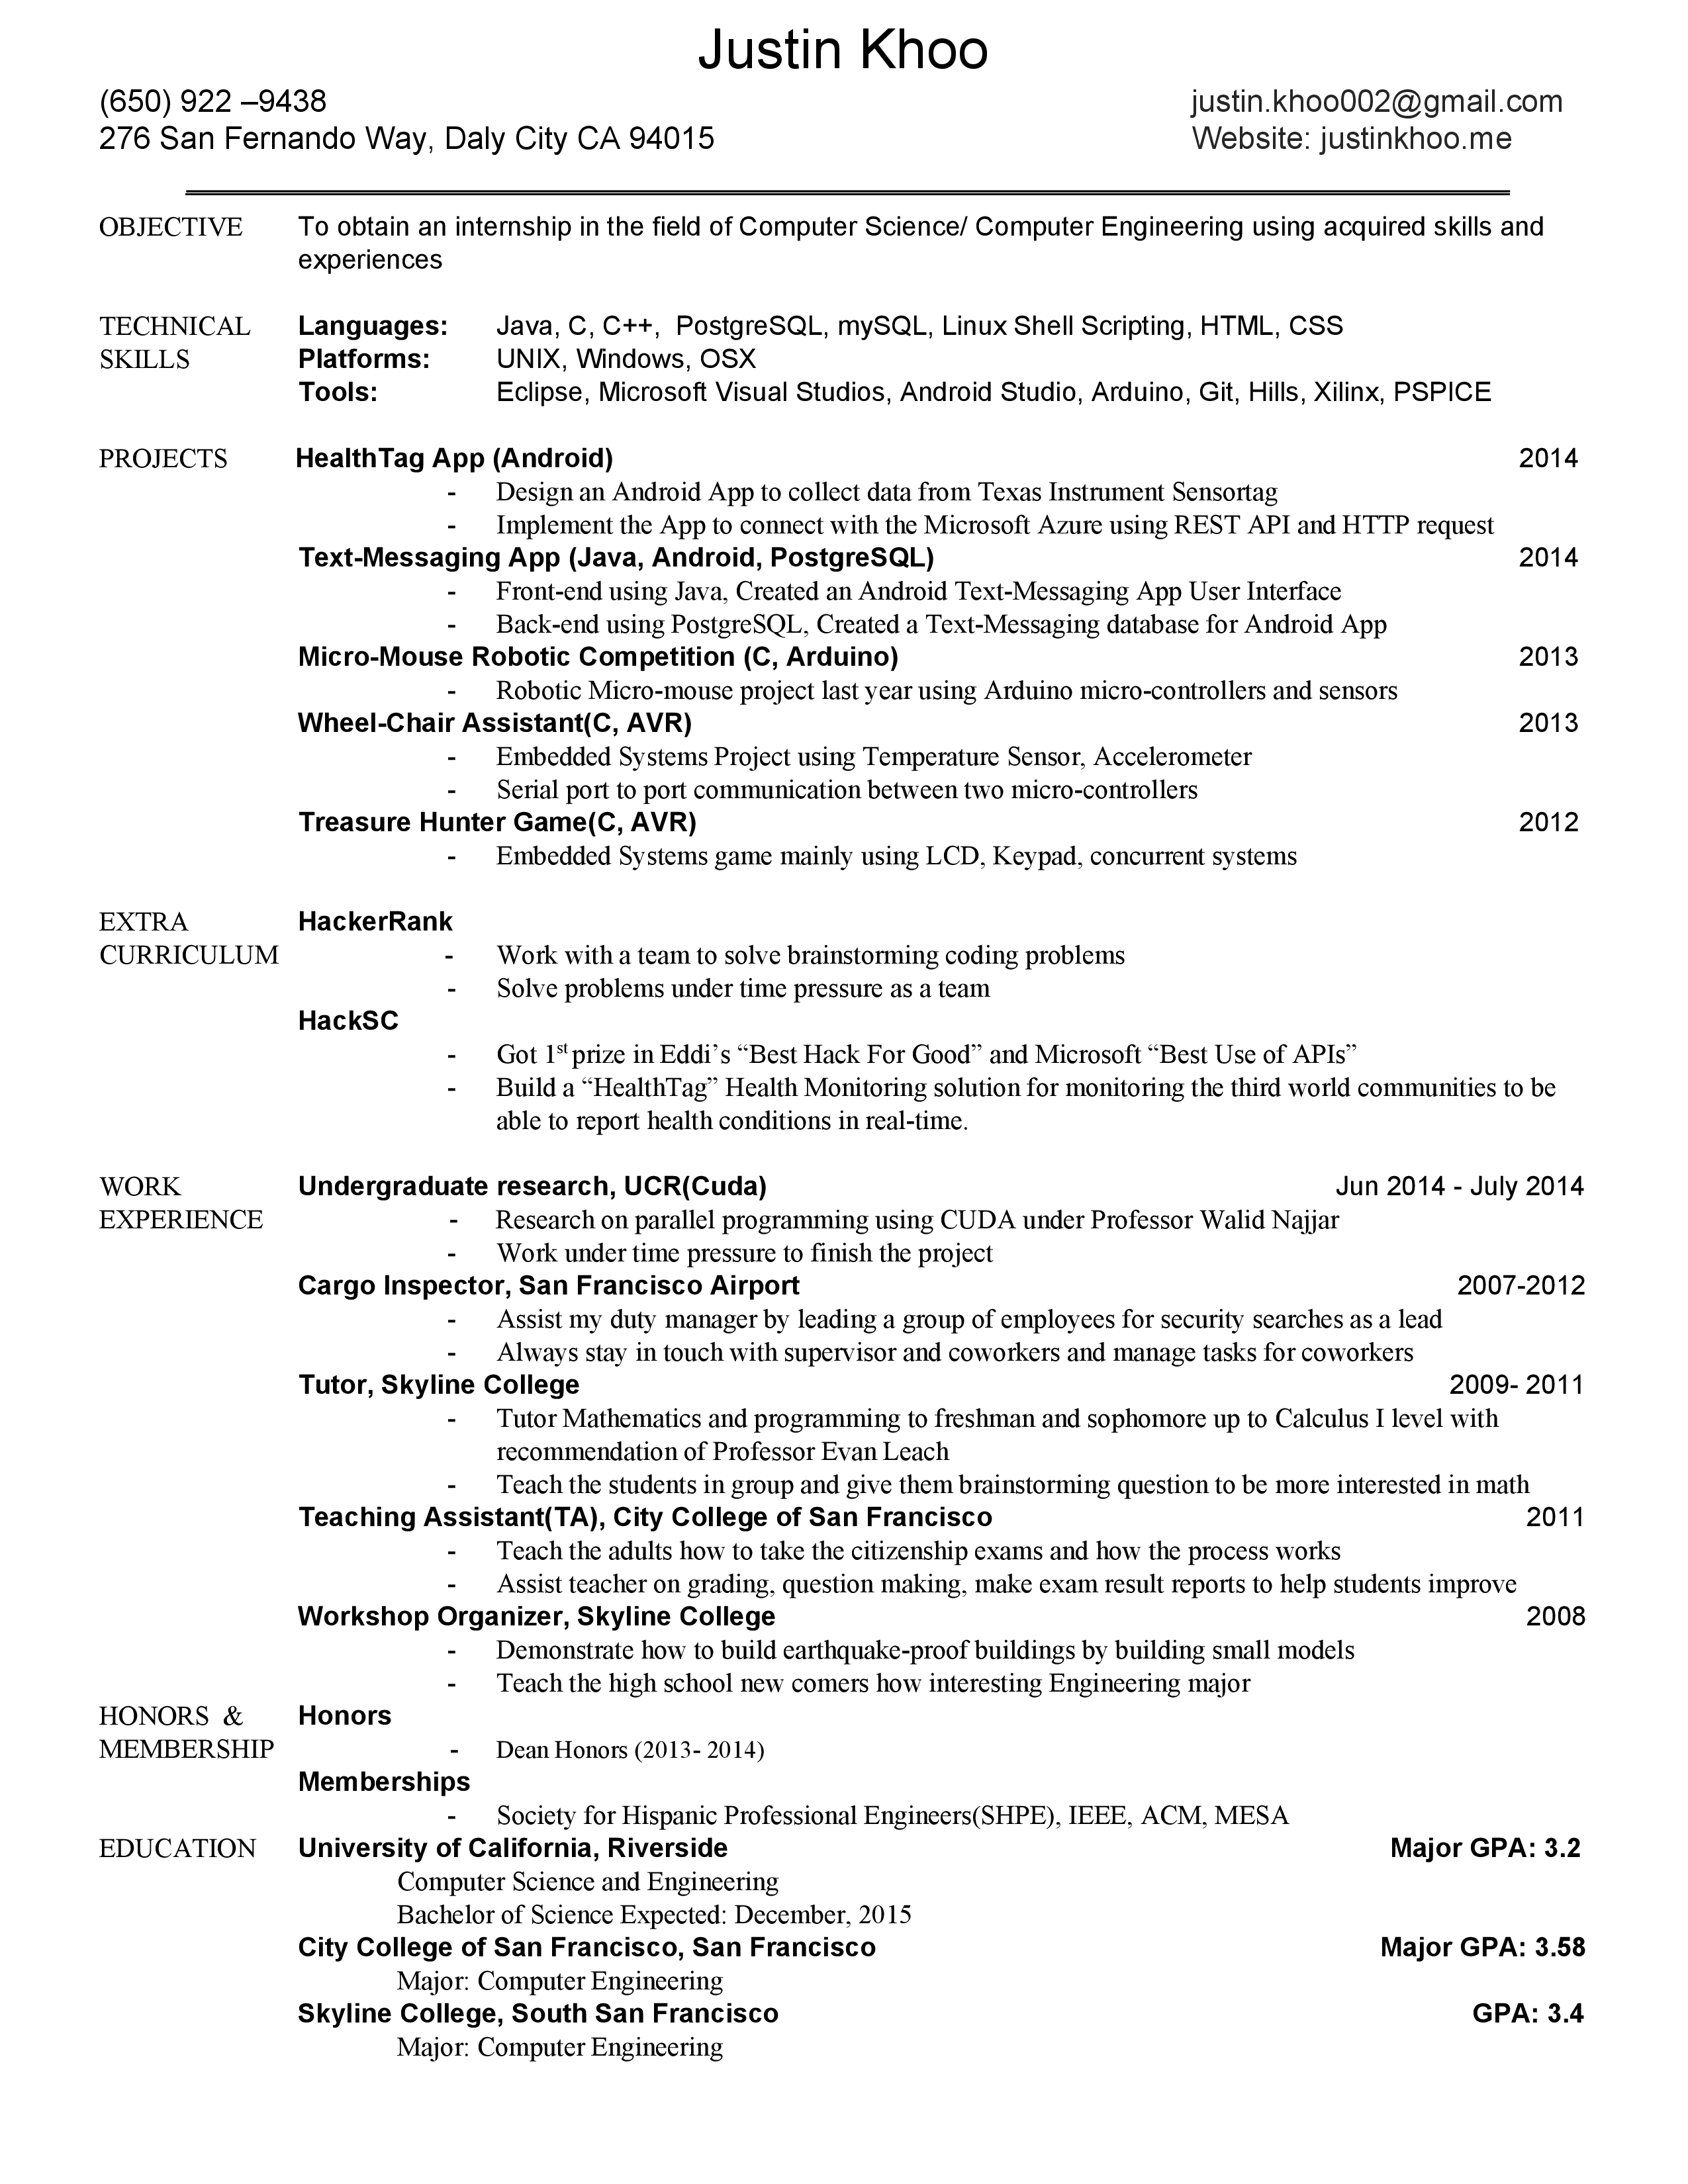 Justin Khoo
(650) 922 –9438 justin.khoo002@gmail.com
276 San Fernando Way, Daly City CA 94015 Website: justinkhoo.me
OBJECTIVE To obtain an internship in the field of Computer Science/ Computer Engineering using acquired skills and
experiences
TECHNICAL Languages: Java, C, C++, PostgreSQL, mySQL, Linux Shell Scripting, HTML, CSS
SKILLS Platforms: UNIX, Windows, OSX
Tools: Eclipse, Microsoft Visual Studios, Android Studio, Arduino, Git, Hills, Xilinx, PSPICE
PROJECTS HealthTag App (Android) 2014
- Design an Android App to collect data from Texas Instrument Sensortag
- Implement the App to connect with the Microsoft Azure using REST API and HTTP request
Text-Messaging App (Java, Android, PostgreSQL) 2014
- Front-end using Java, Created an Android Text-Messaging App User Interface
- Back-end using PostgreSQL, Created a Text-Messaging database for Android App
Micro-Mouse Robotic Competition (C, Arduino) 2013
- Robotic Micro-mouse project last year using Arduino micro-controllers and sensors
Wheel-Chair Assistant(C, AVR) 2013
- Embedded Systems Project using Temperature Sensor, Accelerometer
- Serial port to port communication between two micro-controllers
Treasure Hunter Game(C, AVR) 2012
- Embedded Systems game mainly using LCD, Keypad, concurrent systems
EXTRA HackerRank
CURRICULUM - Work with a team to solve brainstorming coding problems
- Solve problems under time pressure as a team
HackSC
- Got 1st prize in Eddi’s “Best Hack For Good” and Microsoft “Best Use of APIs”
- Build a “HealthTag” Health Monitoring solution for monitoring the third world communities to be
able to report health conditions in real-time.
WORK Undergraduate research, UCR(Cuda) Jun 2014 - July 2014
EXPERIENCE - Research on parallel programming using CUDA under Professor Walid Najjar
- Work under time pressure to finish the project
Cargo Inspector, San Francisco Airport 2007-2012
- Assist my duty manager by leading a group of employees for security searches as a lead
- Always stay in touch with supervisor and coworkers and manage tasks for coworkers
Tutor, Skyline College 2009- 2011
- Tutor Mathematics and programming to freshman and sophomore up to Calculus I level with
recommendation of Professor Evan Leach
- Teach the students in group and give them brainstorming question to be more interested in math
Teaching Assistant(TA), City College of San Francisco 2011
- Teach the adults how to take the citizenship exams and how the process works
- Assist teacher on grading, question making, make exam result reports to help students improve
Workshop Organizer, Skyline College 2008
- Demonstrate how to build earthquake-proof buildings by building small models
- Teach the high school new comers how interesting Engineering major
HONORS & Honors
MEMBERSHIP - Dean Honors (2013- 2014)
Memberships
- Society for Hispanic Professional Engineers(SHPE), IEEE, ACM, MESA
EDUCATION University of California, Riverside Major GPA: 3.2
Computer Science and Engineering
Bachelor of Science Expected: December, 2015
City College of San Francisco, San Francisco Major GPA: 3.58
Major: Computer Engineering
Skyline College, South San Francisco GPA: 3.4
Major: Computer Engineering